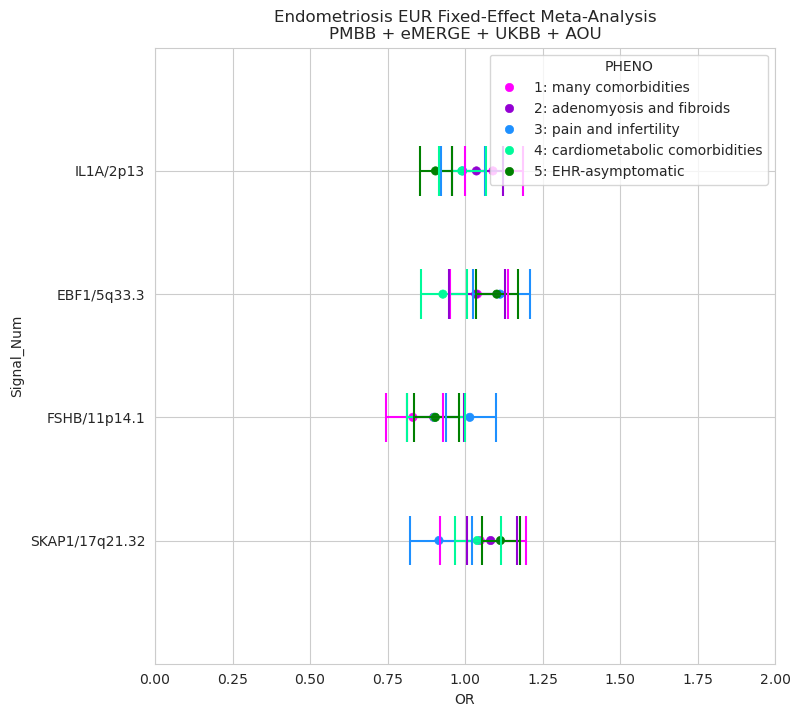 Endometriosis EUR Fixed-Effect Meta-Analysis
PMBB + eMERGE + UKBB + AOU
PHENO
1: many comorbidities
2: adenomyosis and fibroids
3: pain and infertility
4: cardiometabolic comorbidities
5: EHR-asymptomatic
Signal_Num
IL1A/2p13
EBF1/5q33.3
FSHB/11p14.1
SKAP1/17q21.32
0.00 0.25 0.50 0.75 1.00 1.25 1.50 1.75 2.00
OR